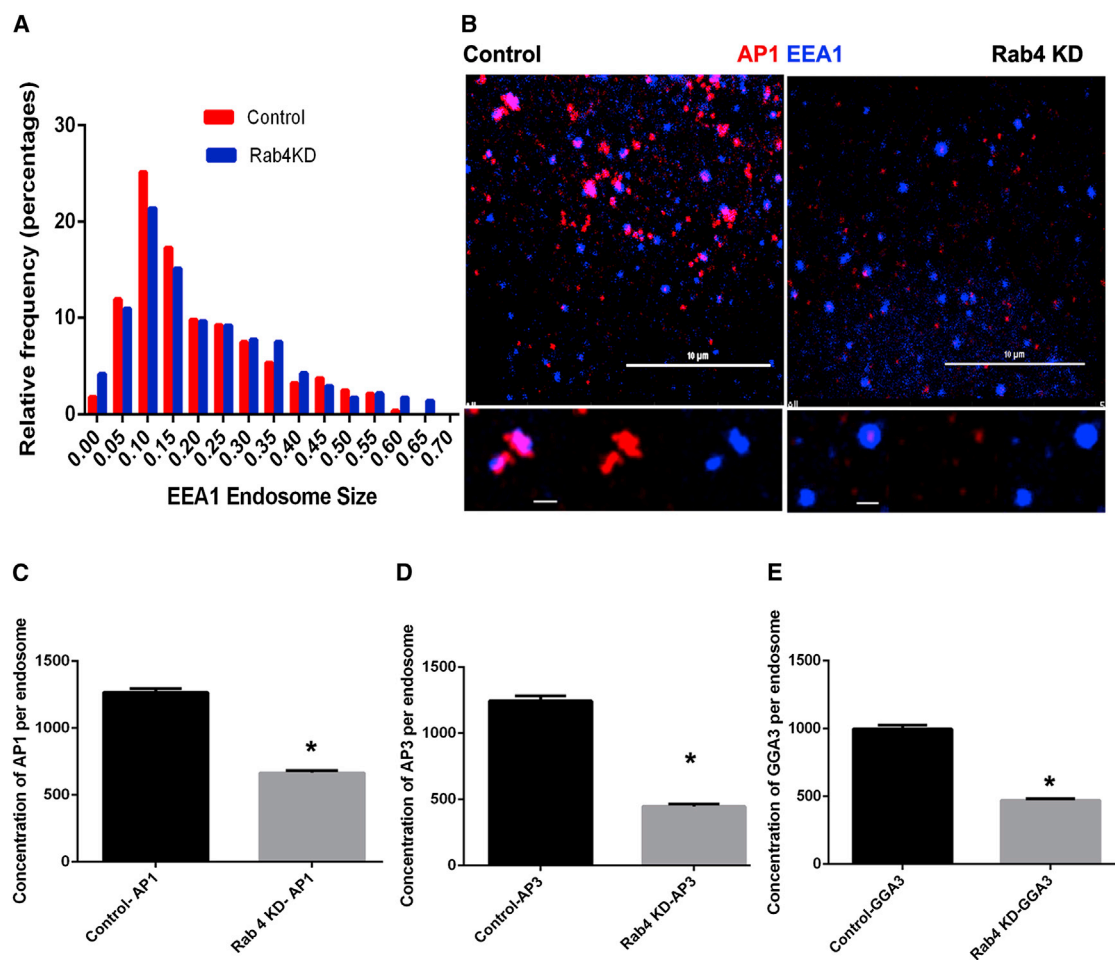 A
Relative frequency (percentages)
30
20
10
0
Control
Rab4KD
0.00 0.05 0.10 0.15 0.20 0.25 0.30 0.35 0.40 0.45 0.50 0.55 0.60 0.65 0.70
EEA1 Endosome Size
B
Control AP1 EEA1 Rab4 KD
10 µm
10 µm
C
Concentration of AP1 per endosome
1500
1000
500
0
*
Control- AP1
Rab 4 KD- AP1
D
Concentration of AP3 per endosome
1500
1000
500
0
*
Control-AP3
Rab4 KD-AP3
E
Concentration of GGA3 per endosome
1500
1000
500
0
*
Control-GGA3
Rab4 KD-GGA3